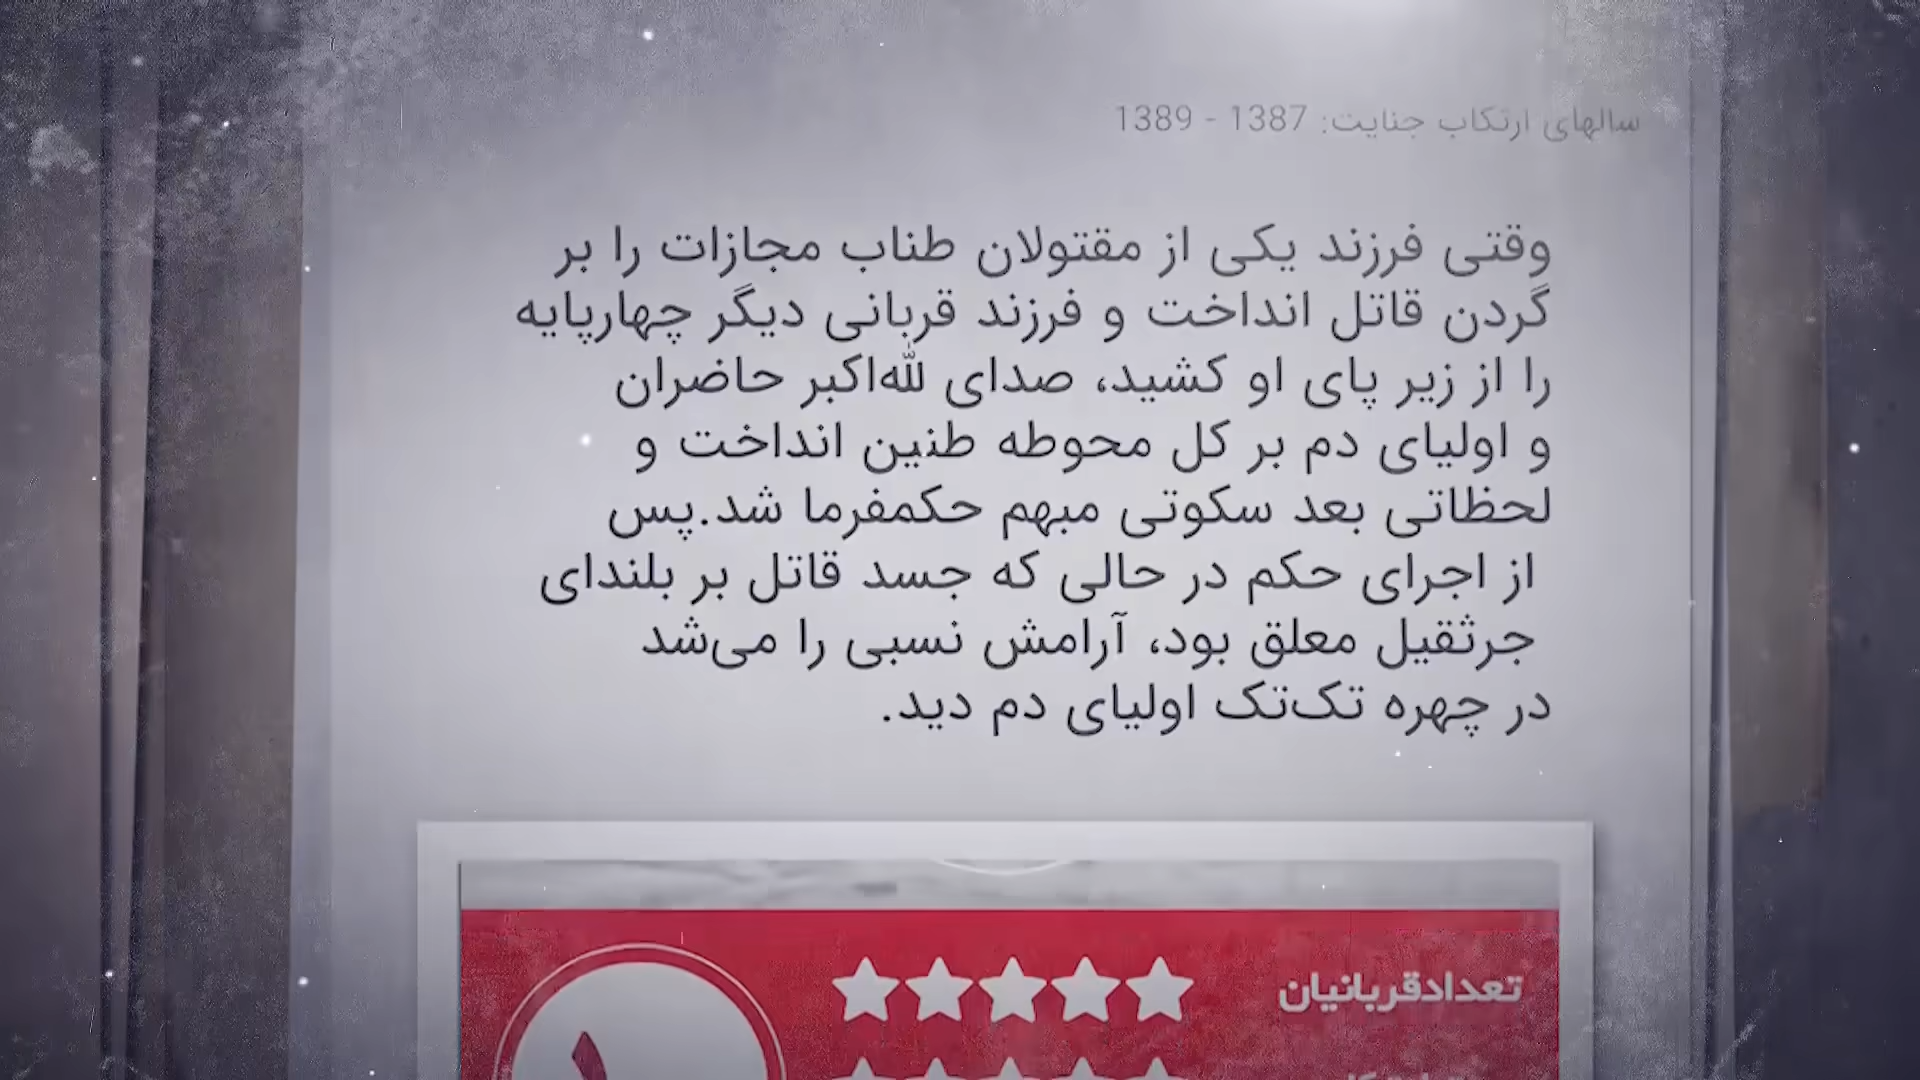 سالهای ارتکاب جنایت: 1387 - 1389
وقتی فرزند یکی از مقتولان طناب مجازات را بر
گردن قاتل انداخت و فرزند قربانی دیگر چهارپایه
را از زیر پای او کشید، صدای الله‌اکبر حاضران
و اولیای دم بر کل محوطه طنین انداخت و
لحظاتی بعد سکوتی مبهم حکمفرما شد.پس
از اجرای حکم در حالی که جسد قاتل بر بلندای
جرثقیل معلق بود، آرامش نسبی را می‌شد
در چهره تک‌تک اولیای دم دید.
تعدادقربانیان